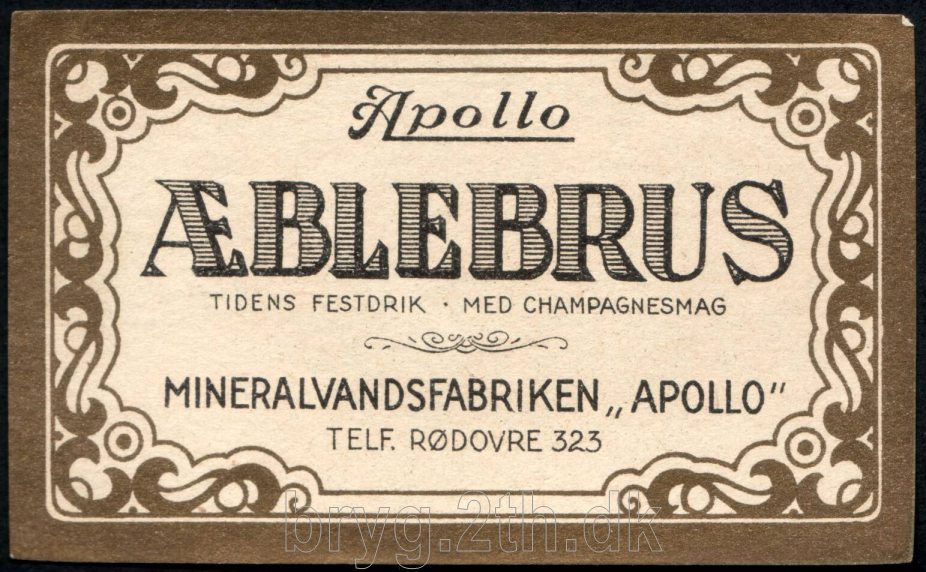 Apollo
ÆBLEBRUS
TIDENS FESTDRIK · MED CHAMPAGNESMAG
MINERALVANDSFABRIKEN „APOLLO"
TELF. RØDOVRE 323
bryg.2th.dk